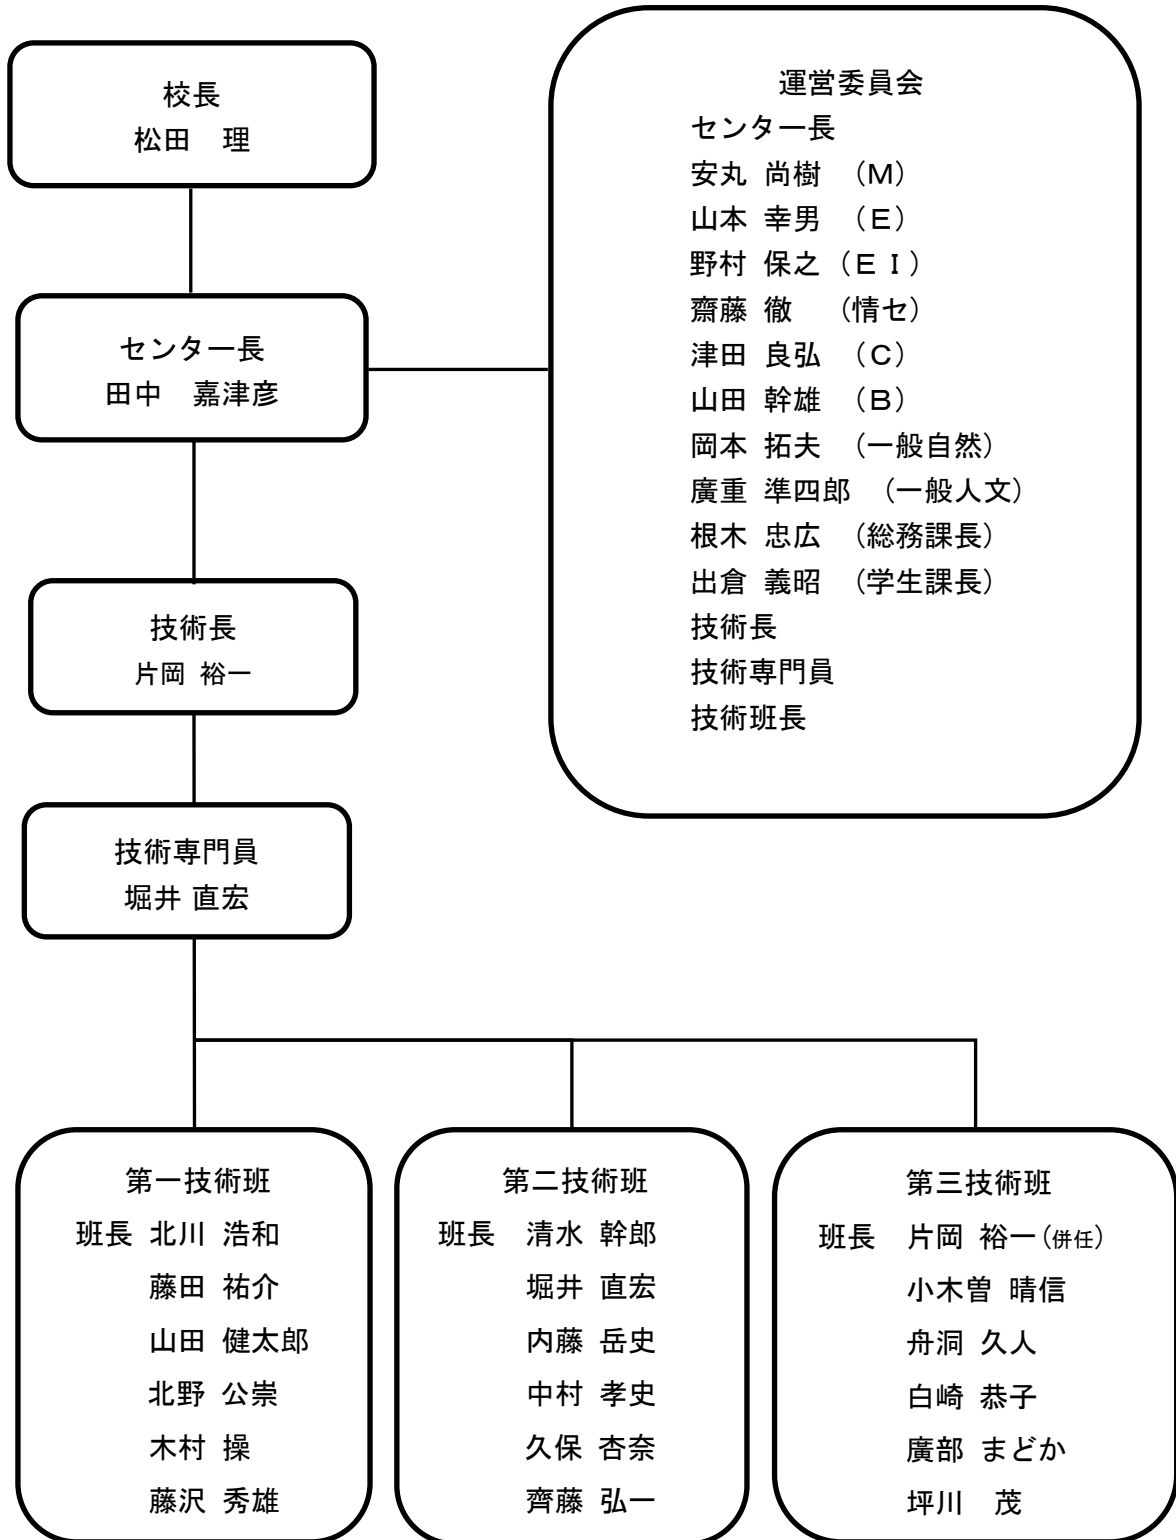 校長
松田　理
運営委員会
センター長
安丸 尚樹 （Ｍ）
山本 幸男 （Ｅ）
野村 保之（ＥＩ）
齋藤 徹 （情セ）
津田 良弘 （Ｃ）
山田 幹雄 （Ｂ）
岡本 拓夫 （一般自然）
廣重 準四郎 （一般人文）
根木 忠広 （総務課長）
出倉 義昭 （学生課長）
技術長
技術専門員
技術班長
センター長
田中　嘉津彦
技術長
片岡 裕一
技術専門員
堀井 直宏
第一技術班
班長 北川 浩和
藤田 祐介
山田 健太郎
北野 公崇
木村 操
藤沢 秀雄
第二技術班
班長 清水 幹郎
堀井 直宏
内藤 岳史
中村 孝史
久保 杏奈
齊藤 弘一
第三技術班
班長 片岡 裕一（併任）
小木曽 晴信
舟洞 久人
白崎 恭子
廣部 まどか
坪川　茂